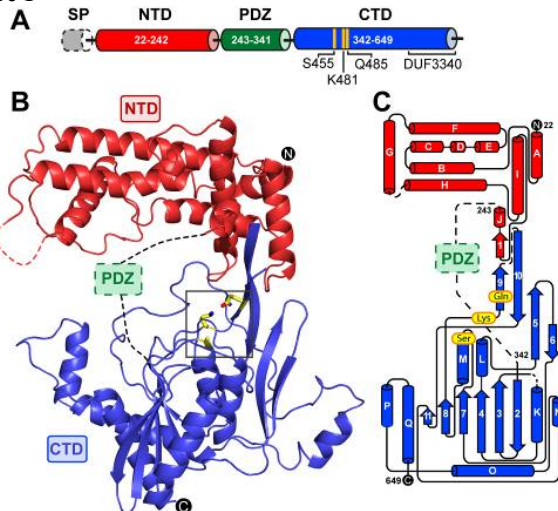 A
SP NTD PDZ CTD
22-242 243-341 342-649
S455 Q485 DUF3340
K481
B
NTD
N
PDZ
CTD
C
C
N 22
F
G C D E I A
B
H
243 J
1
PDZ
9 10
Gln
Lys
5
Ser
6
M L
342
P Q 11 8 7 4 3 2 K N
O
649 C